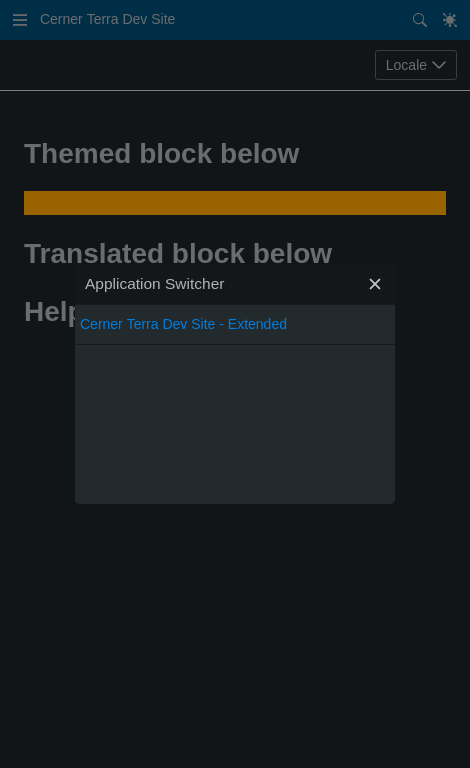 Cerner Terra Dev Site
Locale
Themed block below
Translated block below
Application Switcher
Help
Cerner Terra Dev Site - Extended